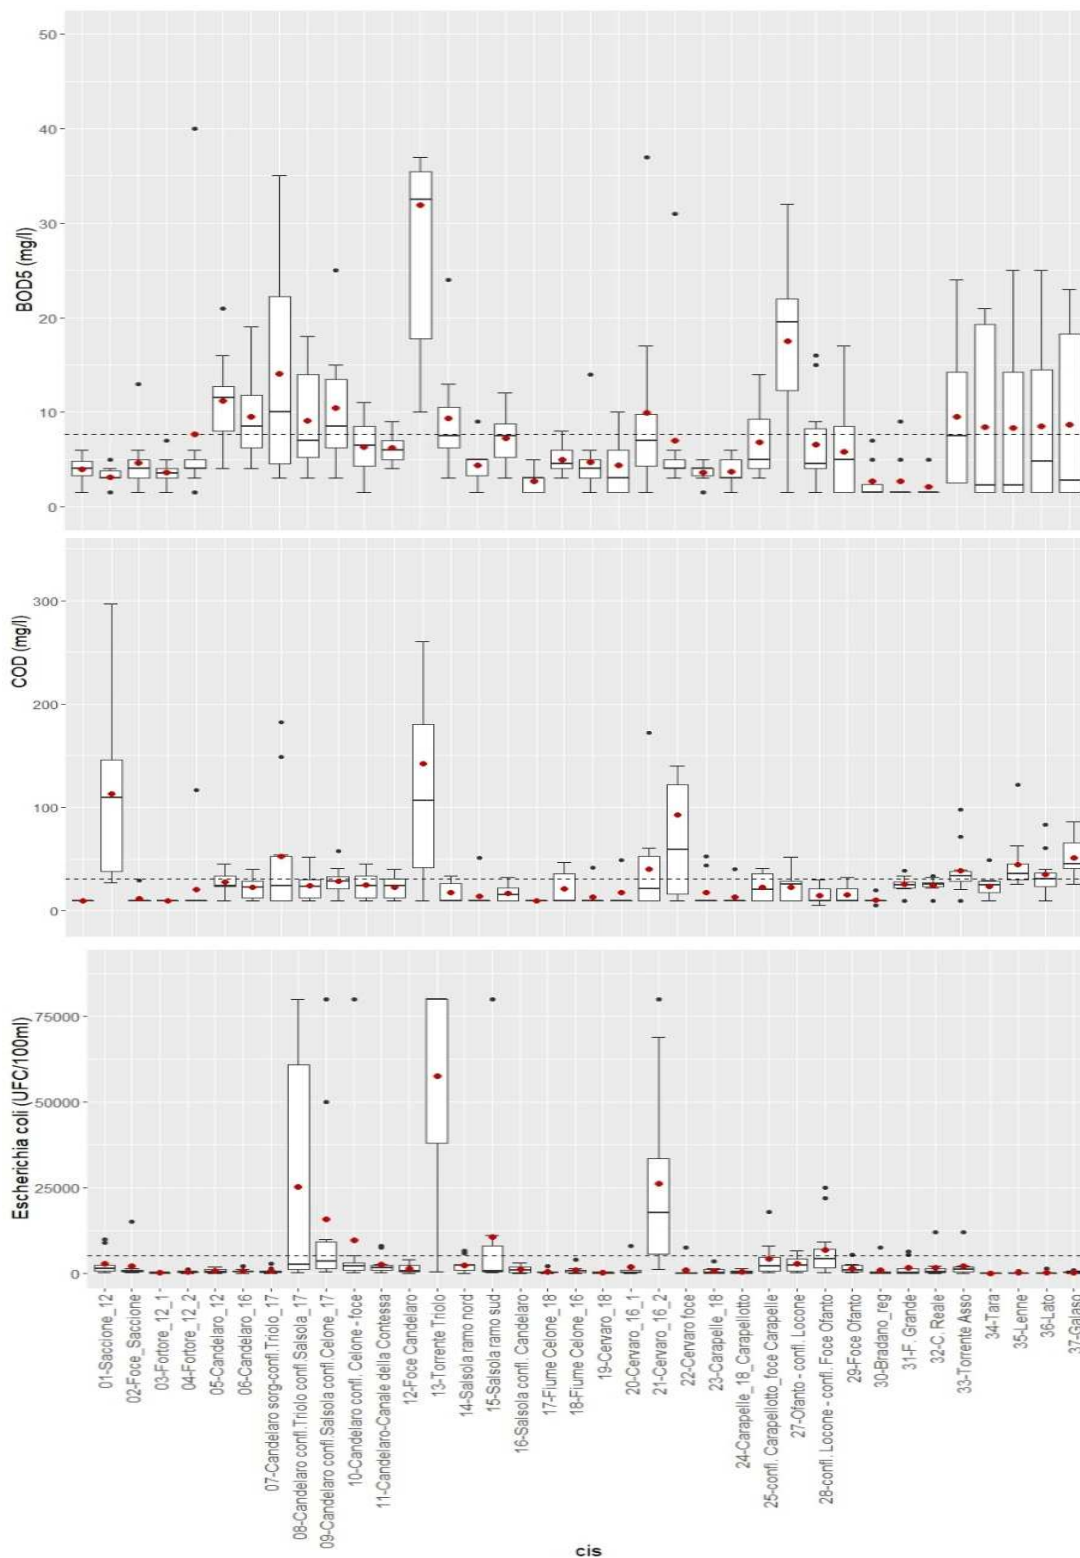 BOD5 (mg/l)
50
40
30
20
10
0
COD (mg/l)
300
200
100
0
Escherichia coli (UFC/100ml)
75000
50000
25000
0
01-Saccione_12
02-Foce_Saccione
03-Fortore_12_1
04-Fortore_12_2
05-Candelaro_12
06-Candelaro_16
07-Candelaro sorg-confl.Triolo_17
08-Candelaro confl.Triolo confl.Salsola_17
09-Candelaro confl.Salsola confl.Celone_17
10-Candelaro confl. Celone - foce
11-Candelaro-Canale della Contessa
12-Foce Candelaro
13-Torrente Triolo
14-Salsola ramo nord
15-Salsola ramo sud
16-Salsola confl. Candelaro
17-Fiume Celone_18
18-Fiume Celone_16
19-Cervaro_18
20-Cervaro_16_1
21-Cervaro_16_2
22-Cervaro foce
23-Carapelle_18
24-Carapelle_18_Carapellotto
25-confl. Carapellotto_foce Carapelle
27-Ofanto - confl. Locone
28-confl. Locone - confl. Foce Ofanto
29-Foce Ofanto
30-Bradano_reg
31-F. Grande
32-C. Reale
33-Torrente Asso
34-Tara
35-Lenne
36-Lato
37-Galaso
cis